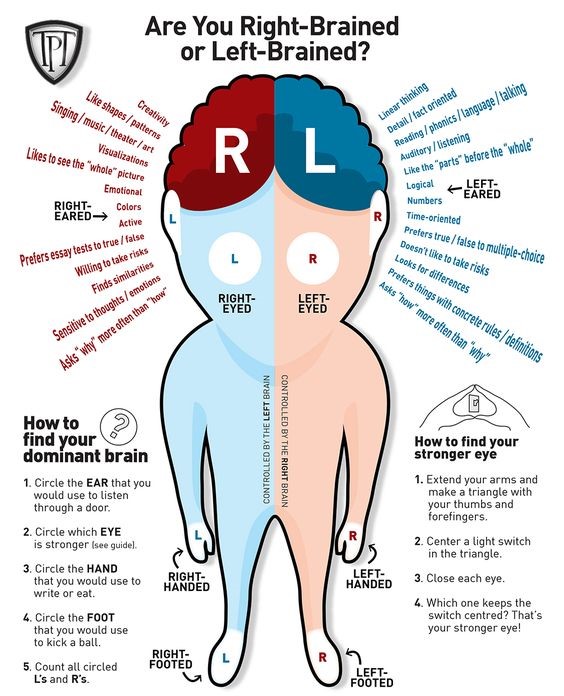 TPT
Are You Right-Brained
or Left-Brained?
Creativity
Like shapes / patterns
Singing / music / theater / art
Visualizations
Likes to see the "whole" picture
Emotional
Colors
RIGHT-
EARED
Active
Prefers essay tests to true / false
Willing to take risks
Finds similarities
Sensitive to thoughts / emotions
Asks "why" more often than "how"
R
L
Linear thinking
Detail / fact oriented
Reading / phonics / language / talking
Auditory / listening
Like the "parts" before the "whole"
Logical
Numbers
LEFT-
EARED
Time-oriented
Prefers true / false to multiple-choice
Doesn't like to take risks
Looks for differences
Prefers things with concrete rules / definitions
Asks "how" more often than "why"
L
R
L
R
RIGHT-
EYED
LEFT-
EYED
CONTROLLED BY THE LEFT BRAIN
CONTROLLED BY THE RIGHT BRAIN
How to
find your
dominant brain
?
1. Circle the EAR that you
would use to listen
through a door.
2. Circle which EYE
is stronger (see guide).
3. Circle the HAND
that you would use to
write or eat.
4. Circle the FOOT
that you would use
to kick a ball.
5. Count all circled
L's and R's.
L
R
RIGHT-
HANDED
LEFT-
HANDED
RIGHT-
FOOTED
L
R
LEFT-
FOOTED
How to find your
stronger eye
1. Extend your arms and
make a triangle with
your thumbs and
forefingers.
2. Center a light switch
in the triangle.
3. Close each eye.
4. Which one keeps the
switch centred? That's
your stronger eye!